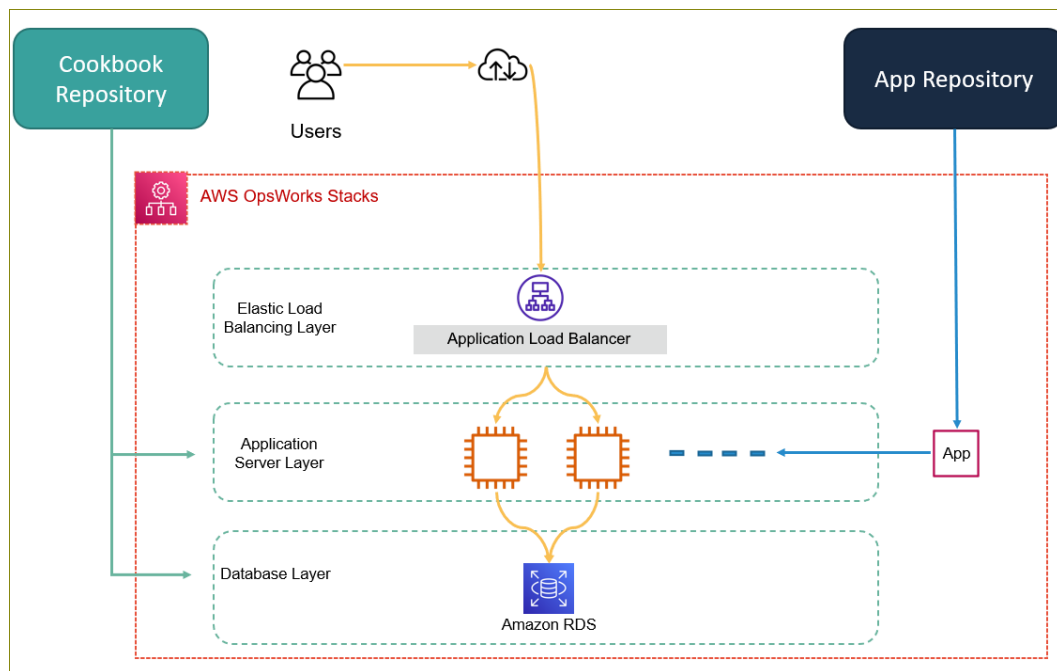 Cookbook
Repository
Users
App Repository
AWS OpsWorks Stacks
Elastic Load
Balancing Layer
Application Load Balancer
Application
Server Layer
App
Database Layer
Amazon RDS